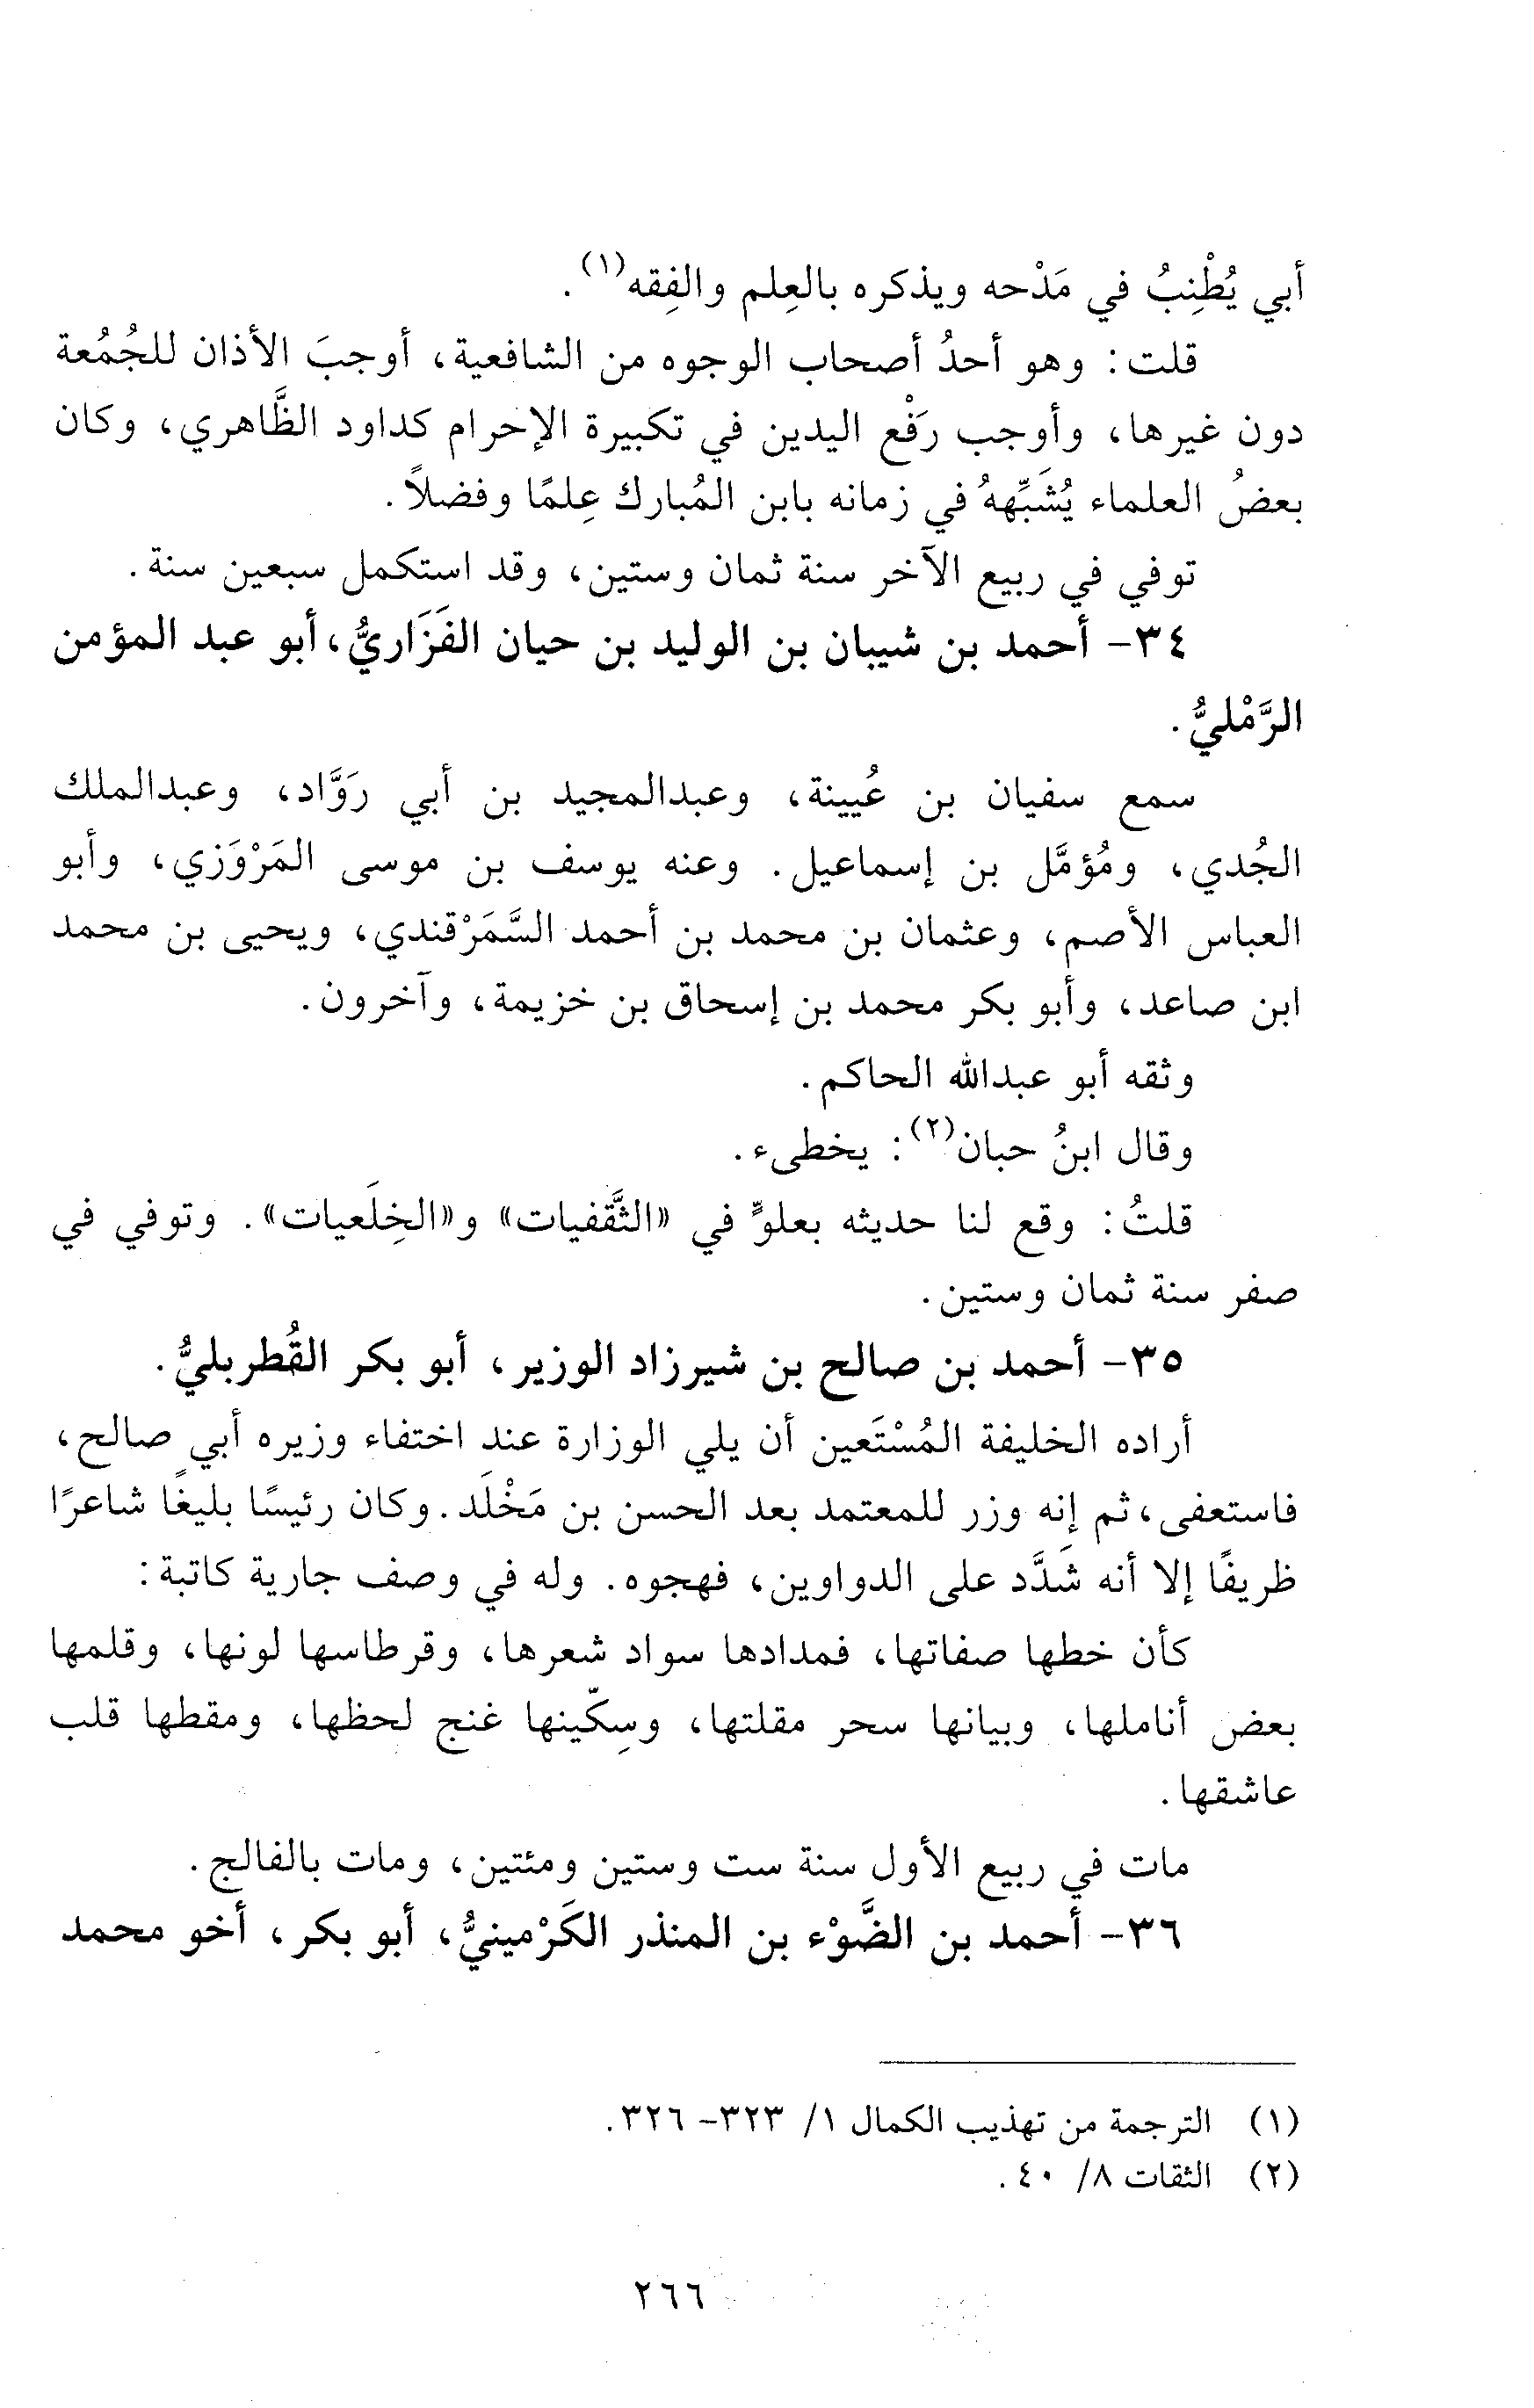 أبي يُطْنِبُ في مَدْحه ويذكره بالعِلم والفِقه(١).
قلت: وهو أحدُ أصحاب الوجوه من الشافعية، أوجبَ الأذان للجُمُعة
دون غيرها، وأوجب رَفْع اليدين في تكبيرة الإحرام كداود الظَّاهري، وكان
بعضُ العلماء يُشَبِّههُ في زمانه بابن المُبارك عِلمًا وفضلاً.
توفي في ربيع الآخر سنة ثمان وستين، وقد استكمل سبعين سنة.
٣٤- أحمد بن شيبان بن الوليد بن حيان الفَزَاريُّ، أبو عبد المؤمن
الرَّمْليُّ.
سمع سفيان بن عُيينة، وعبدالمجيد بن أبي رَوَّاد، وعبدالملك
الجُدي، ومُؤمَّل بن إسماعيل. وعنه يوسف بن موسى المَرْوَزي، وأبو
العباس الأصم، وعثمان بن محمد بن أحمد السَّمَرْقندي، ويحيى بن محمد
ابن صاعد، وأبو بكر محمد بن إسحاق بن خزيمة، وآخرون.
وثقه أبو عبدالله الحاكم.
وقال ابنُ حبان(٢): يخطىء.
قلتُ: وقع لنا حديثه بعلوٍّ في «الثَّقفيات» و«الخِلَعيات». وتوفي في
صفر سنة ثمان وستين.
٣٥- أحمد بن صالح بن شيرزاد الوزير، أبو بكر القُطربليُّ.
أراده الخليفة المُسْتَعين أن يلي الوزارة عند اختفاء وزيره أبي صالح،
فاستعفى، ثم إنه وزر للمعتمد بعد الحسن بن مَخْلَد. وكان رئيسًا بليغًا شاعرًا
ظريفًا إلا أنه شَدَّد على الدواوين، فهجوه. وله في وصف جارية كاتبة:
كأن خطها صفاتها، فمدادها سواد شعرها، وقرطاسها لونها، وقلمها
بعض أناملها، وبيانها سحر مقلتها، وسِكّينها غنج لحظها، ومقطها قلب
عاشقها.
مات في ربيع الأول سنة ست وستين ومئتين، ومات بالفالج.
٣٦- أحمد بن الضَّوْء بن المنذر الكَرْمينيُّ، أبو بكر، أخو محمد
(١) الترجمة من تهذيب الكمال ١/ ٣٢٣- ٣٢٦.
(٢) الثقات ٨/ ٤٠.
٢٦٦